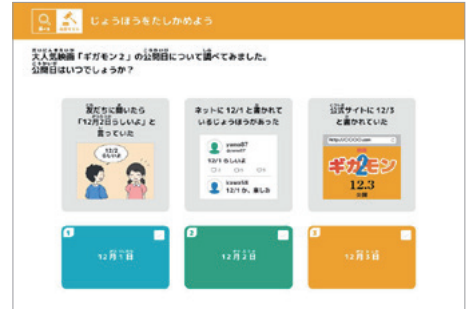 じょうほうをたしかめよう
大人気映画「ギガモン2」の公開日について調べてみました。
公開日はいつでしょうか?
友だちに聞いたら
「12月2日らしいよ」と
言っていた
12/2
らしいよ
ネットに 12/1 と書かれて
いるじょうほうがあった
12/1 らしいよ
12/1 か、楽しみ
公式サイトに 12/3
と書かれていた
ギガモン
2
12.3
公開
1
12月1日
2
12月2日
3
12月3日